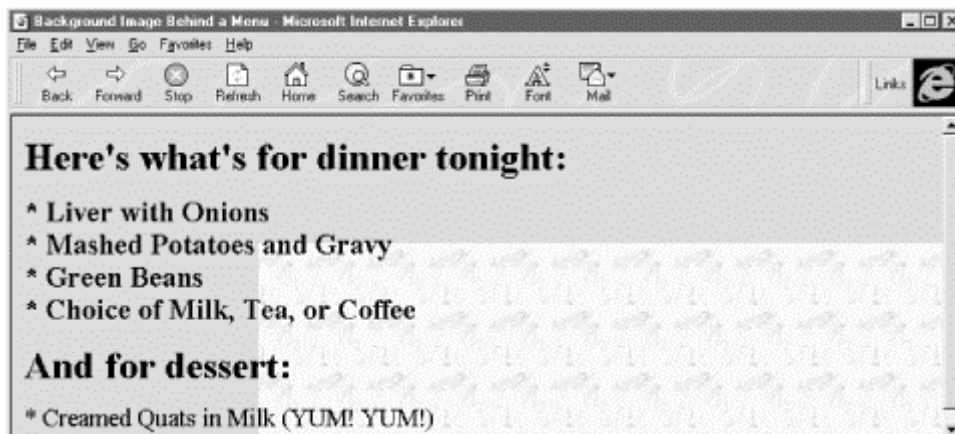 Background Image Behind a Menu - Microsoft Internet Explorer
File Edit View Go Favorites Help
Back Forward Stop Refresh Home Search Favorites Print Font Mail Links
Here's what's for dinner tonight:
* Liver with Onions
* Mashed Potatoes and Gravy
* Green Beans
* Choice of Milk, Tea, or Coffee
And for dessert:
* Creamed Quats in Milk (YUM! YUM!)